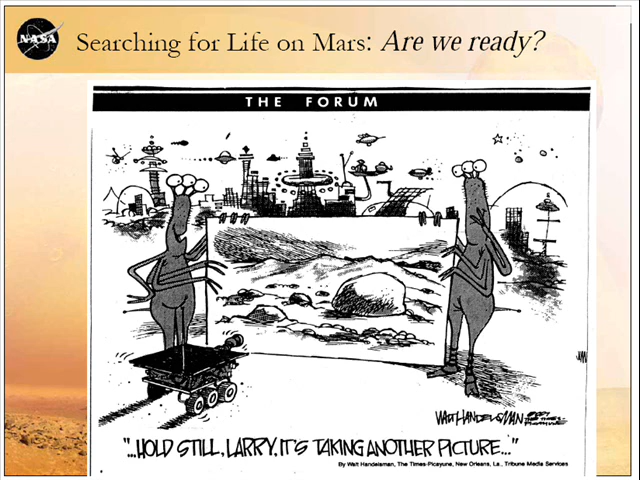 NASA
Searching for Life on Mars: Are we ready?
THE FORUM
WALT HANDELSMAN
"...HOLD STILL, LARRY, IT'S TAKING ANOTHER PICTURE..."
By Walt Handelsman, The Times-Picayune, New Orleans, La., Tribune Media Services